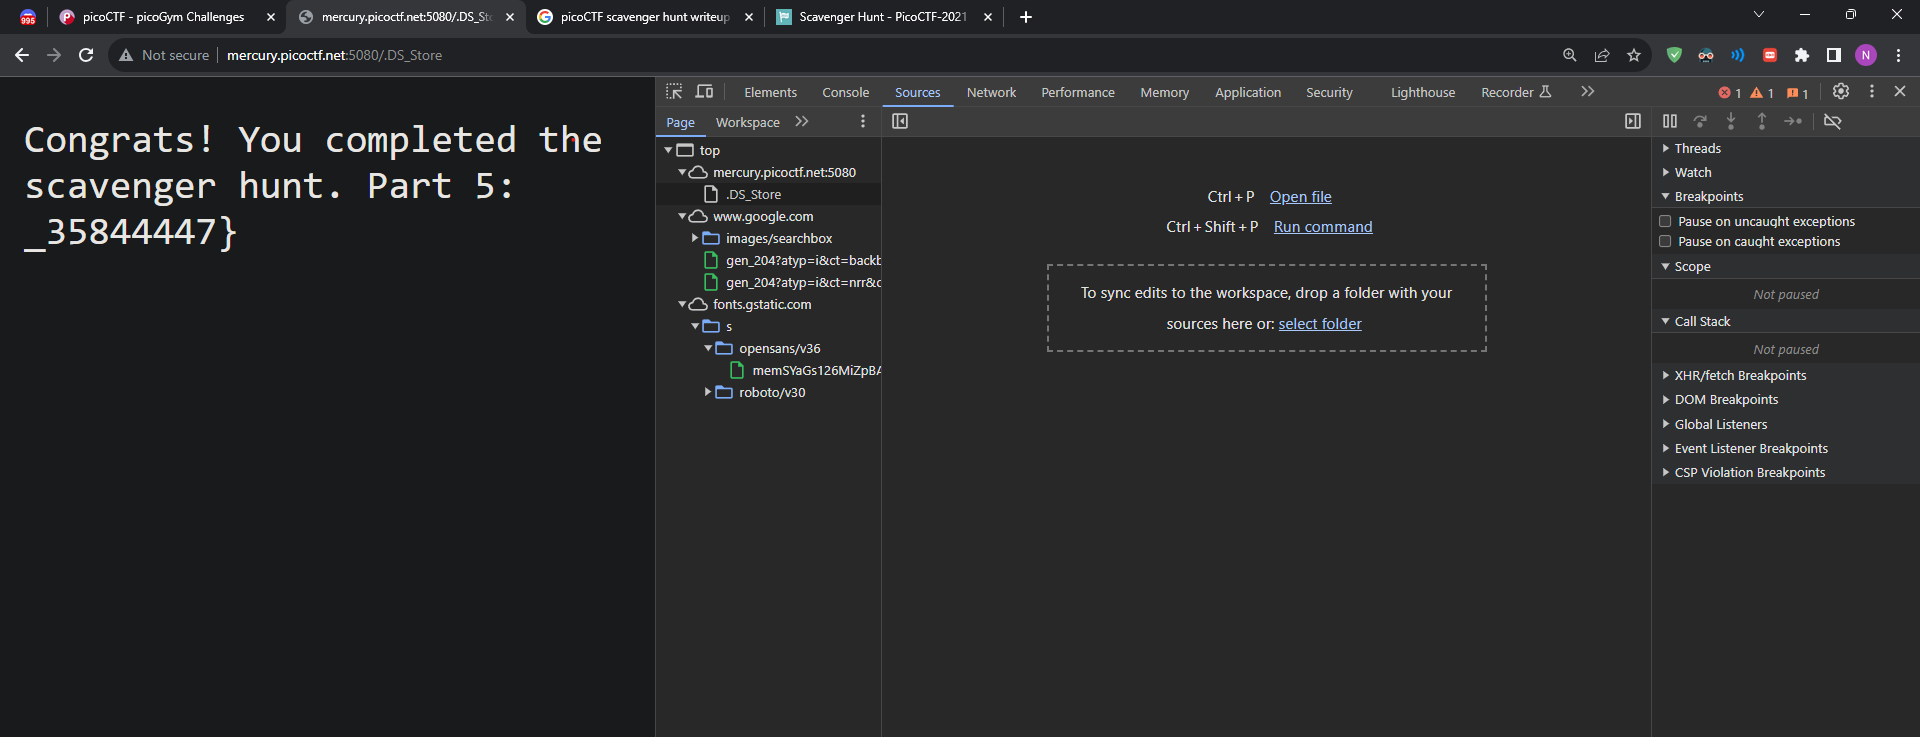 995
picoCTF - picoGym Challenges
mercury.picoctf.net:5080/.DS_Sto
picoCTF scavenger hunt writeup
Scavenger Hunt - PicoCTF-2021
Not secure
mercury.picoctf.net:5080/.DS_Store
N
Congrats! You completed the
scavenger hunt. Part 5:
_35844447}
Elements
Console
Sources
Network
Performance
Memory
Application
Security
Lighthouse
Recorder
1
1
1
Page
Workspace
top
mercury.picoctf.net:5080
.DS_Store
www.google.com
images/searchbox
gen_204?atyp=i&ct=backb
gen_204?atyp=i&ct=nrr&c
fonts.gstatic.com
s
opensans/v36
memSYaGs126MiZpBA
roboto/v30
Ctrl + P Open file
Ctrl + Shift + P Run command
To sync edits to the workspace, drop a folder with your
sources here or: select folder
Threads
Watch
Breakpoints
Pause on uncaught exceptions
Pause on caught exceptions
Scope
Not paused
Call Stack
Not paused
XHR/fetch Breakpoints
DOM Breakpoints
Global Listeners
Event Listener Breakpoints
CSP Violation Breakpoints